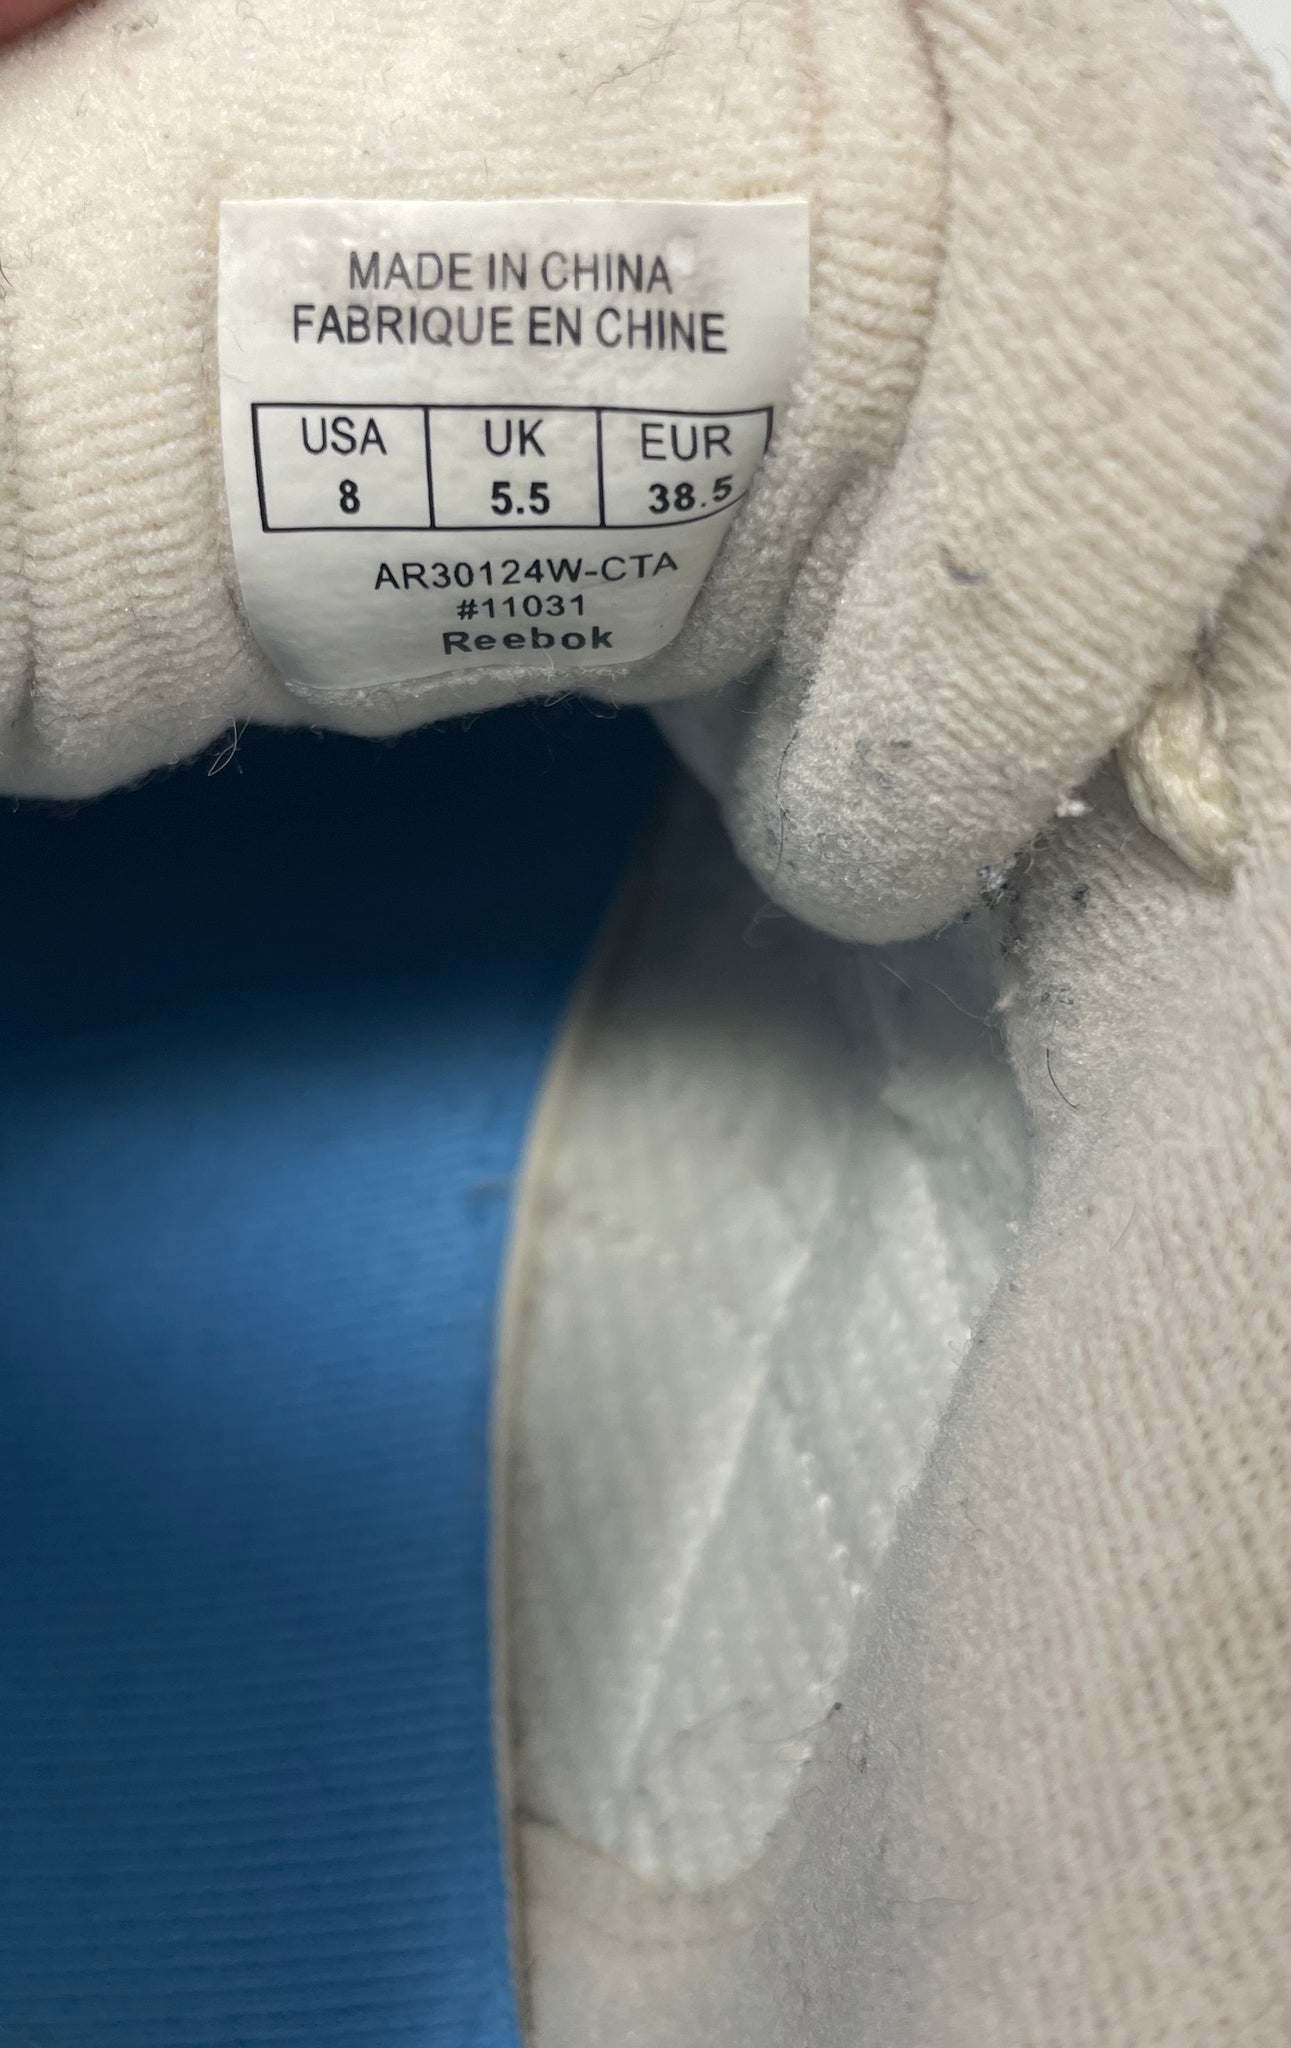 MADE IN CHINA
FABRIQUE EN CHINE
USA UK EUR
8 5.5 38.5
AR30124W-CTA
#11031
Reebok